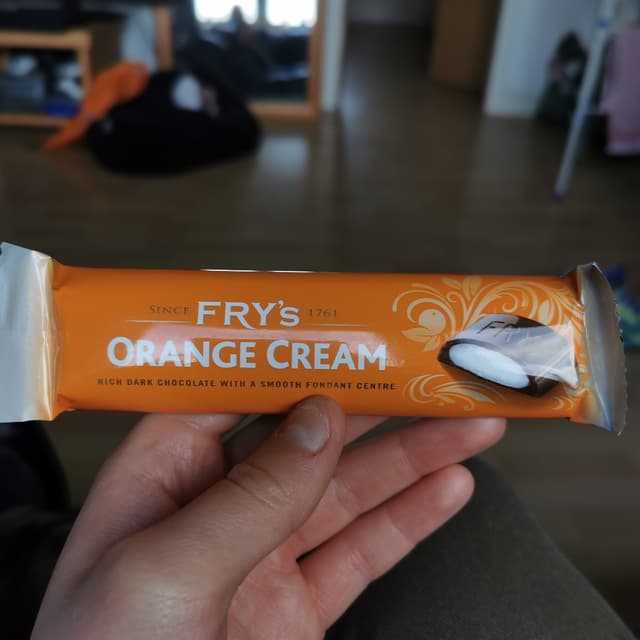 SINCE FRY'S 1761
ORANGE CREAM
RICH DARK CHOCOLATE WITH A SMOOTH FONDANT CENTRE